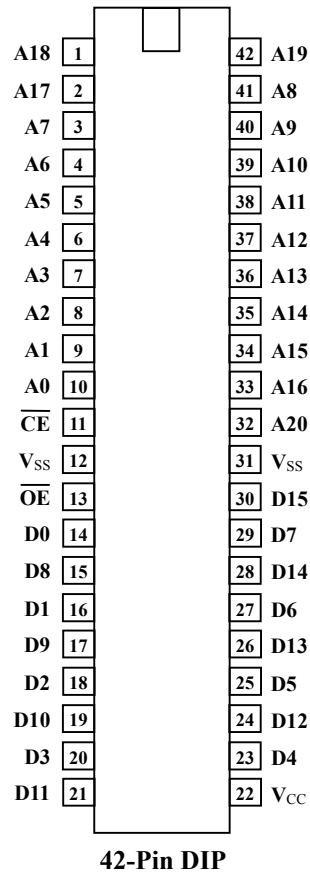 A18 1 42 A19
A17 2 41 A8
A7 3 40 A9
A6 4 39 A10
A5 5 38 A11
A4 6 37 A12
A3 7 36 A13
A2 8 35 A14
A1 9 34 A15
A0 10 33 A16
CE 11 32 A20
VSS 12 31 VSS
OE 13 30 D15
D0 14 29 D7
D8 15 28 D14
D1 16 27 D6
D9 17 26 D13
D2 18 25 D5
D10 19 24 D12
D3 20 23 D4
D11 21 22 VCC
42-Pin DIP